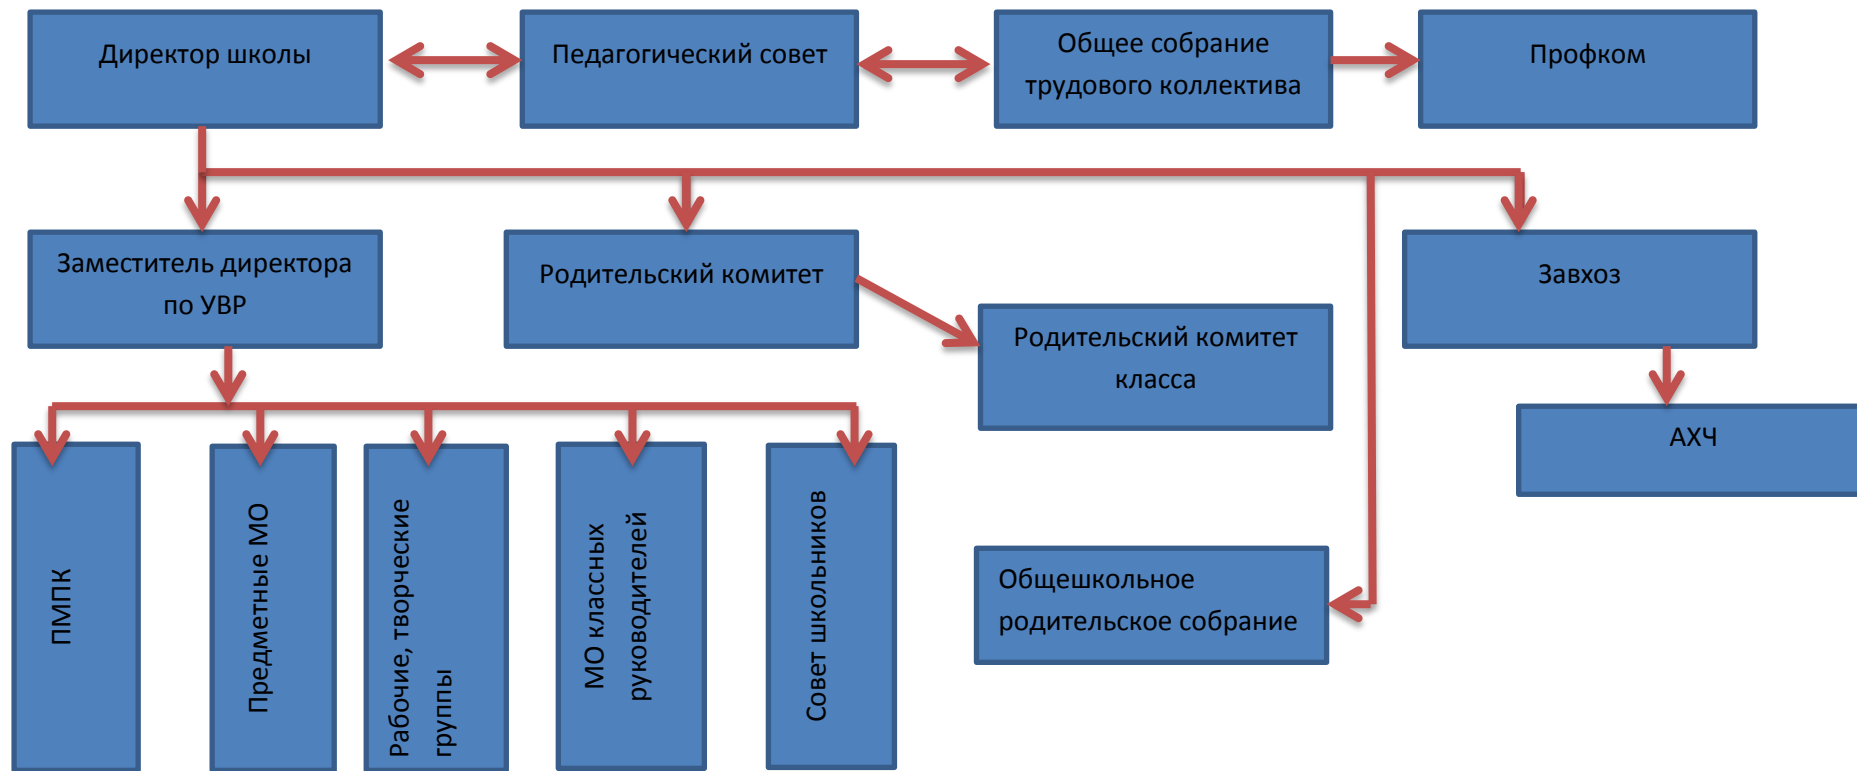 Директор школы
Педагогический совет
Общее собрание
трудового коллектива
Профком
Заместитель директора
по УВР
Родительский комитет
Завхоз
Родительский комитет
класса
АХЧ
ПМПК
Предметные МО
Рабочие, творческие
группы
МО классных
руководителей
Совет школьников
Общешкольное
родительское собрание